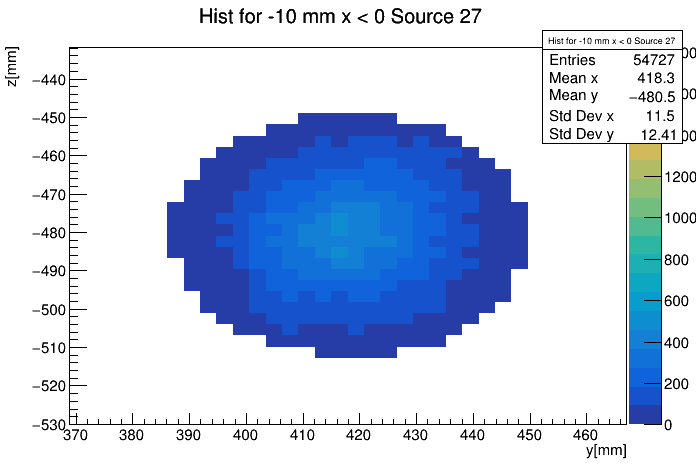 Hist for -10 mm x < 0 Source 27
z[mm]
Hist for -10 mm x < 0 Source 27
Entries 54727
Mean x 418.3
Mean y −480.5
Std Dev x 11.5
Std Dev y 12.41
−440
−450
−460
−470
−480
−490
−500
−510
−520
−530
370 380 390 400 410 420 430 440 450 460
y[mm]
1200
1000
800
600
400
200
0